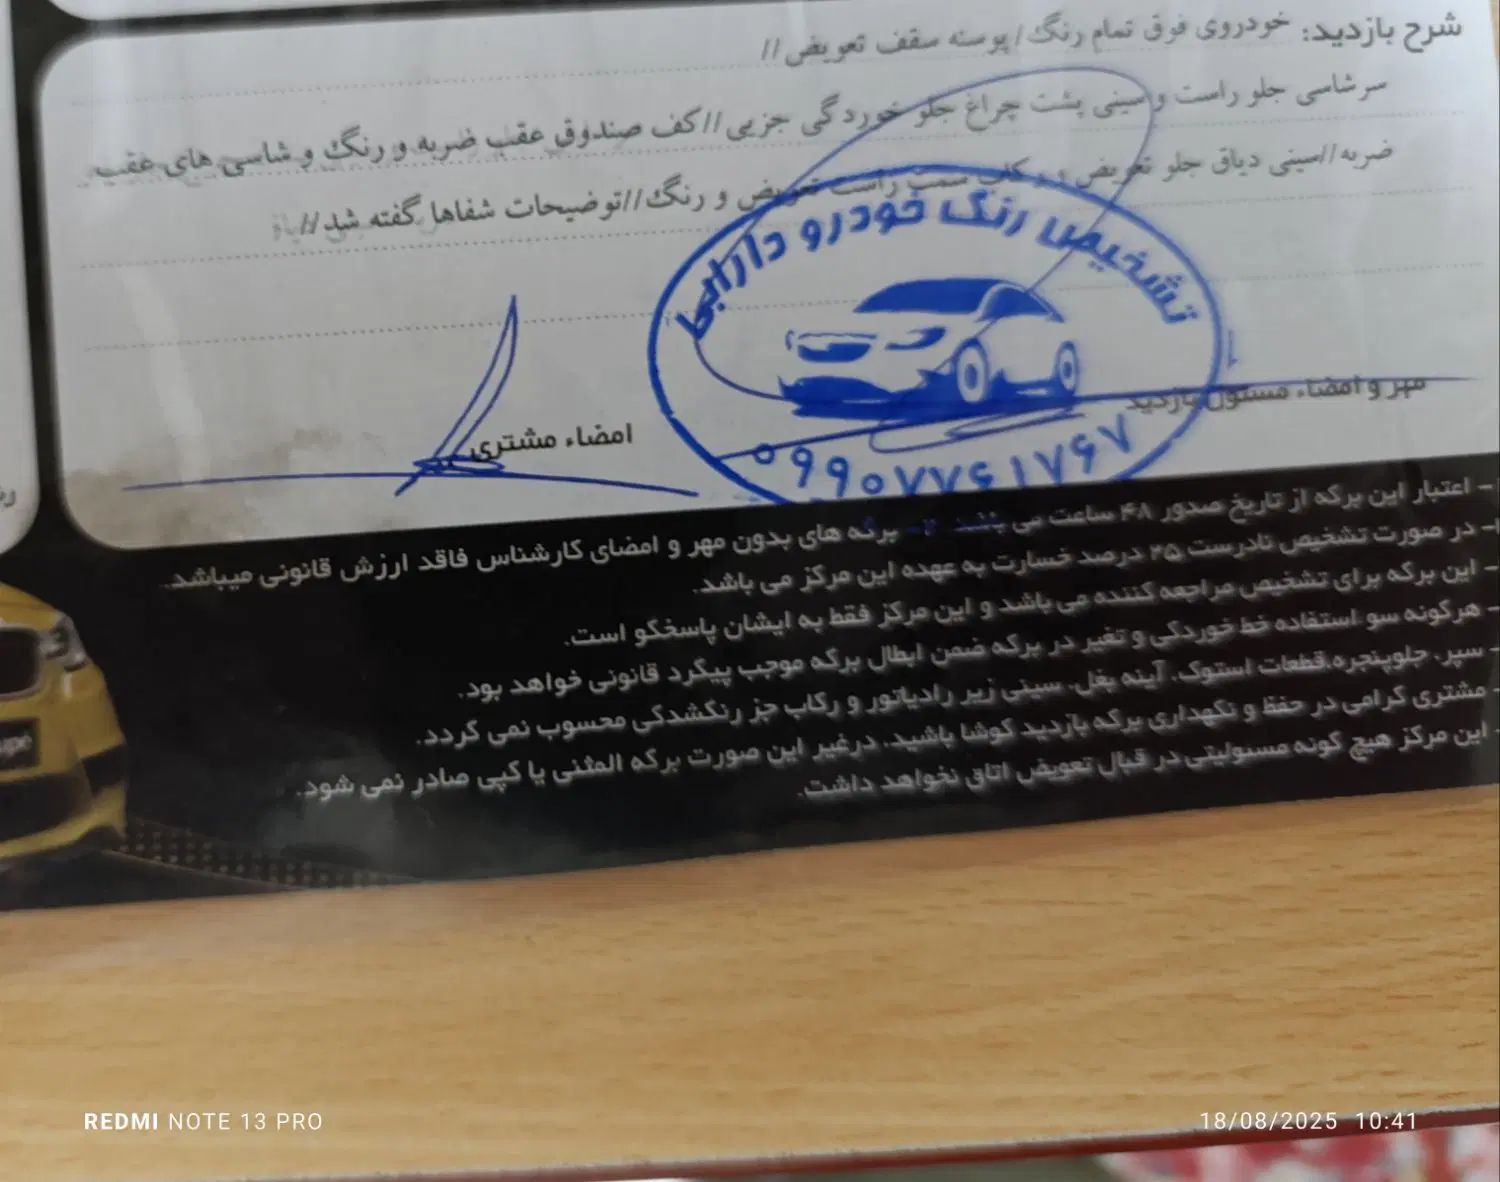 شرح بازدید: خودروی فوق تمام رنگ/پوسته سقف تعویض//
سرشاسی جلو راست و سینی پشت چراغ جلو خوردگی جزیی//کف صندوق عقب ضربه و رنگ و شاسی های عقب
ضربه//سینی دیاق جلو تعویض و رکاب سمت راست تعویض و رنگ//توضیحات شفاها گفته شد//
تشخیص رنگ خودرو دارابی
۰۹۹۰۷۷۶۱۷۶۷
مهر و امضاء مسئول بازدید
امضاء مشتری
- اعتبار این برگه از تاریخ صدور ۴۸ ساعت می باشد ۲- برگه های بدون مهر و امضای کارشناس فاقد ارزش قانونی میباشد.
- در صورت تشخیص نادرست ۲۵ درصد خسارت به عهده این مرکز می باشد.
- این برگه برای تشخیص مراجعه کننده می باشد و این مرکز فقط به ایشان پاسخگو است.
- هرگونه سو استفاده خط خوردگی و تغیر در برگه ضمن ابطال برگه موجب پیگرد قانونی خواهد بود.
- سپر، جلوپنجره، قطعات استوک، آینه بغل، سینی زیر رادیاتور و رکاب جز رنگشدگی محسوب نمی گردد.
- مشتری گرامی در حفظ و نگهداری برگه بازدید کوشا باشید، درغیر این صورت برگه المثنی یا کپی صادر نمی شود.
- این مرکز هیچ گونه مسئولیتی در قبال تعویض اتاق نخواهد داشت.
REDMI NOTE 13 PRO
18/08/2025 10:41